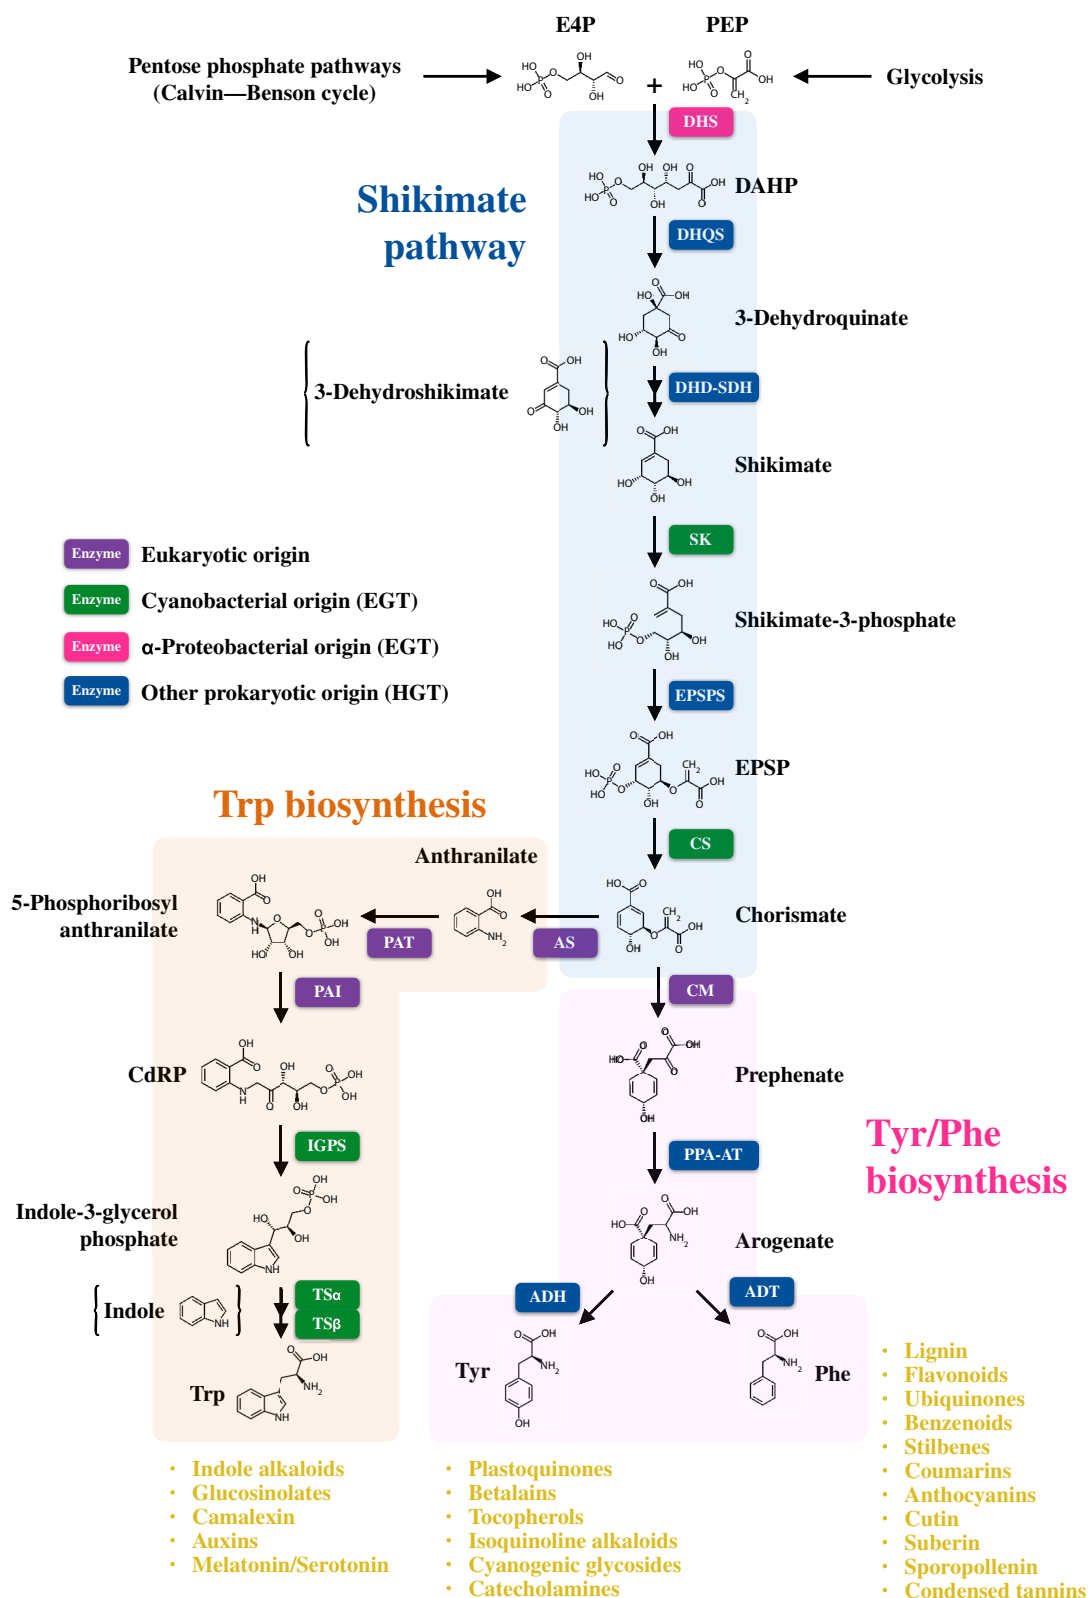 E4P
PEP
Pentose phosphate pathways
(Calvin—Benson cycle)
Glycolysis
+
DHS
Shikimate
pathway
DAHP
DHQS
3-Dehydroquinate
3-Dehydroshikimate
DHD-SDH
Shikimate
SK
Enzyme Eukaryotic origin
Enzyme Cyanobacterial origin (EGT)
Enzyme α-Proteobacterial origin (EGT)
Enzyme Other prokaryotic origin (HGT)
Shikimate-3-phosphate
EPSPS
EPSP
Trp biosynthesis
CS
Anthranilate
5-Phosphoribosyl
anthranilate
PAT
AS
Chorismate
PAI
CM
CdRP
Prephenate
IGPS
PPA-AT
Tyr/Phe
biosynthesis
Indole-3-glycerol
phosphate
Arogenate
Indole
TSα
TSβ
ADH
ADT
Trp
Tyr
Phe
• Indole alkaloids
• Glucosinolates
• Camalexin
• Auxins
• Melatonin/Serotonin
• Plastoquinones
• Betalains
• Tocopherols
• Isoquinoline alkaloids
• Cyanogenic glycosides
• Catecholamines
• Lignin
• Flavonoids
• Ubiquinones
• Benzenoids
• Stilbenes
• Coumarins
• Anthocyanins
• Cutin
• Suberin
• Sporopollenin
• Condensed tannins